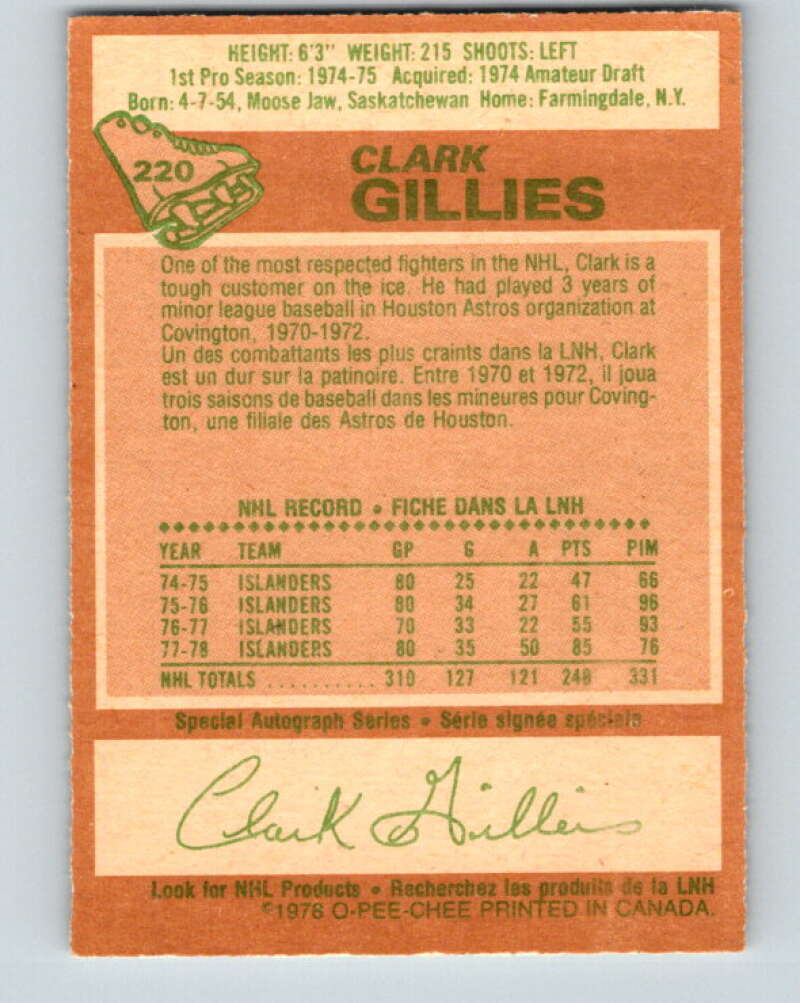 HEIGHT: 6'3" WEIGHT: 215 SHOOTS: LEFT
1st Pro Season: 1974-75 Acquired: 1974 Amateur Draft
Born: 4-7-54, Moose Jaw, Saskatchewan Home: Farmingdale, N.Y.
220
CLARK
GILLIES
One of the most respected fighters in the NHL, Clark is a
tough customer on the ice. He had played 3 years of
minor league baseball in Houston Astros organization at
Covington, 1970-1972.
Un des combattants les plus craints dans la LNH, Clark
est un dur sur la patinoire. Entre 1970 et 1972, il joua
trois saisons de baseball dans les mineures pour Coving-
ton, une filiale des Astros de Houston.
NHL RECORD • FICHE DANS LA LNH
YEAR TEAM GP G A PTS PIM
74-75 ISLANDERS 80 25 22 47 66
75-76 ISLANDERS 80 34 27 61 96
76-77 ISLANDERS 70 33 22 55 93
77-78 ISLANDERS 80 35 50 85 76
NHL TOTALS .......... 310 127 121 248 331
Special Autograph Series • Série signée spéciale
Clark Gillies
Look for NHL Products • Recherchez les produits de la LNH
©1978 O-PEE-CHEE PRINTED IN CANADA.